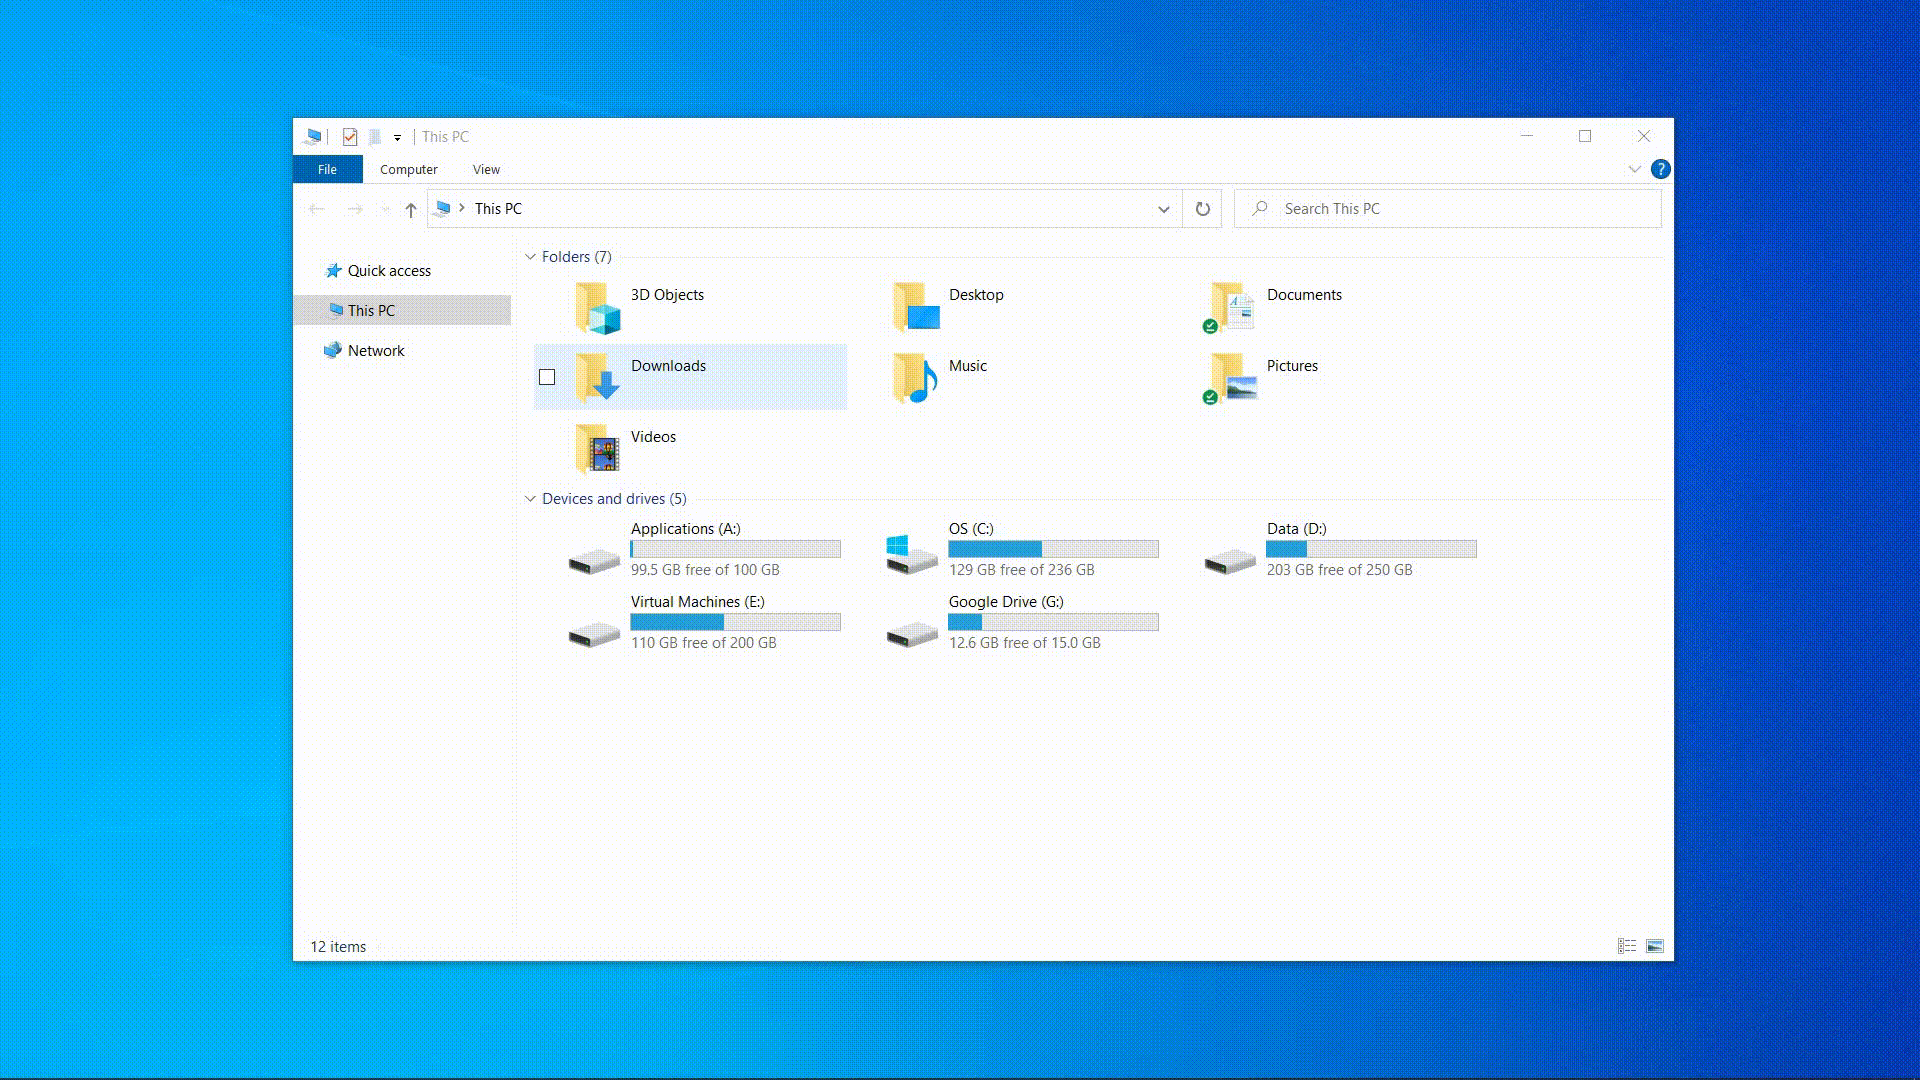 This PC
File Computer View
This PC
Search This PC
Quick access
This PC
Network
Folders (7)
3D Objects
Desktop
Documents
Downloads
Music
Pictures
Videos
Devices and drives (5)
Applications (A:)
99.5 GB free of 100 GB
OS (C:)
129 GB free of 236 GB
Data (D:)
203 GB free of 250 GB
Virtual Machines (E:)
110 GB free of 200 GB
Google Drive (G:)
12.6 GB free of 15.0 GB
12 items